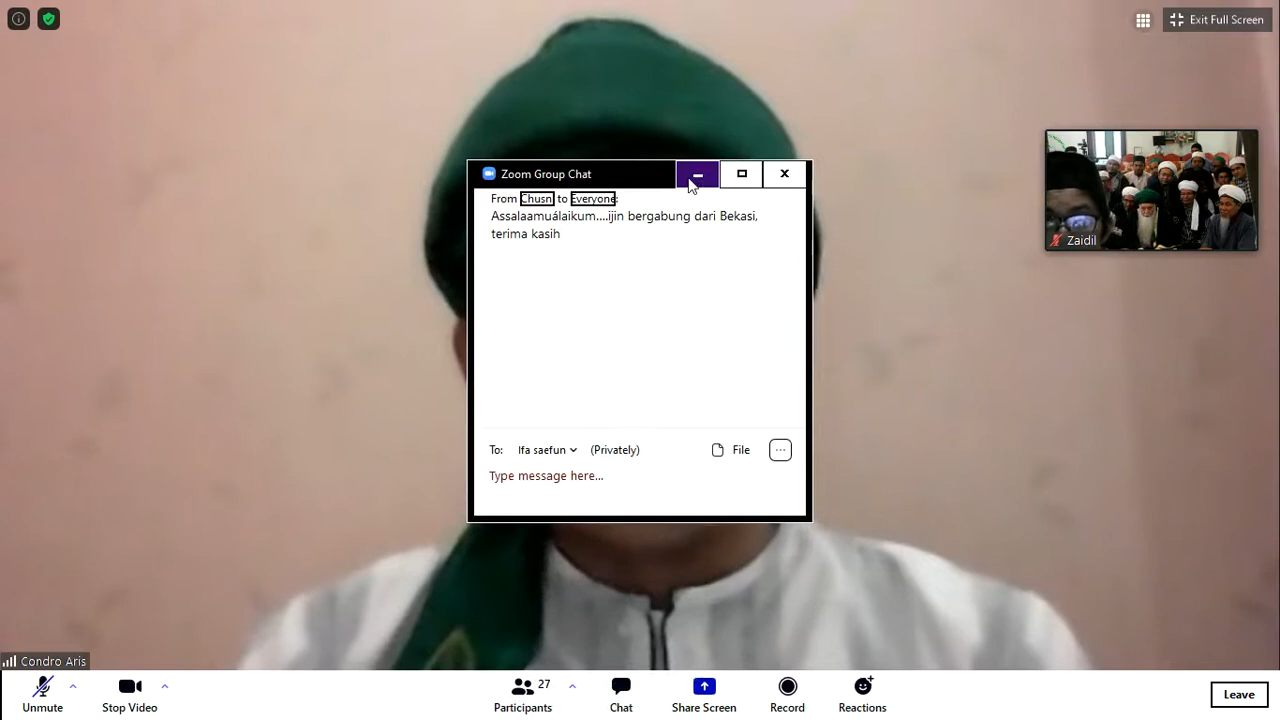 Exit Full Screen
Zoom Group Chat
From Chusn to Everyone:
Assalaamuálaikum....ijin bergabung dari Bekasi,
terima kasih
Zaidil
To: Ifa saefun (Privately) File
Type message here...
Condro Aris
Unmute Stop Video Participants 27 Chat Share Screen Record Reactions Leave